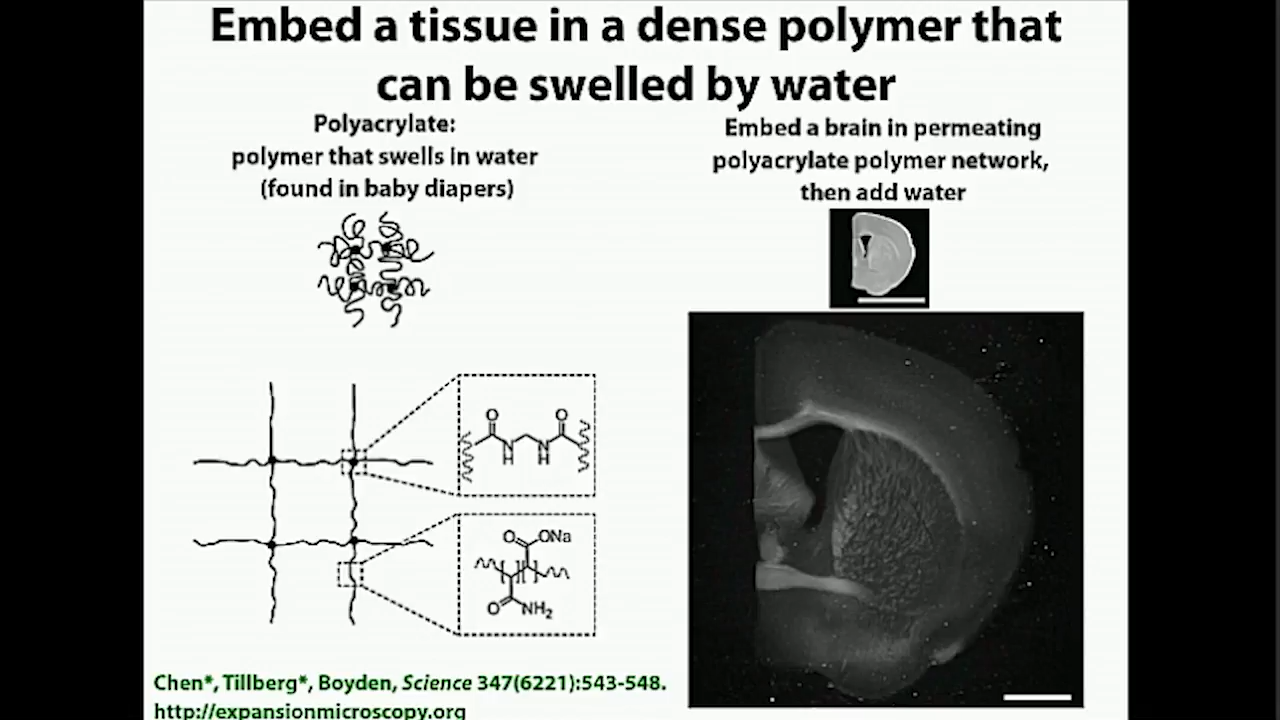 Embed a tissue in a dense polymer that
can be swelled by water
Polyacrylate:
polymer that swells in water
(found in baby diapers)
Embed a brain in permeating
polyacrylate polymer network,
then add water
O O
N N
H H
O ONa
O NH2
Chen*, Tillberg*, Boyden, Science 347(6221):543-548.
http://expansionmicroscopy.org